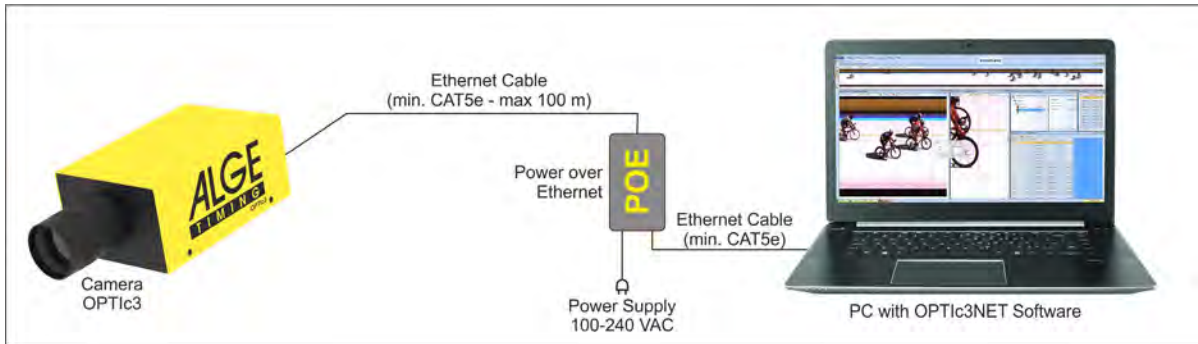 Ethernet Cable
(min. CAT5e - max 100 m)
ALGE
TIMING
OPTIc3
Power over
Ethernet
POE
Ethernet Cable
(min. CAT5e)
Camera
OPTIc3
Power Supply
100-240 VAC
PC with OPTIc3NET Software